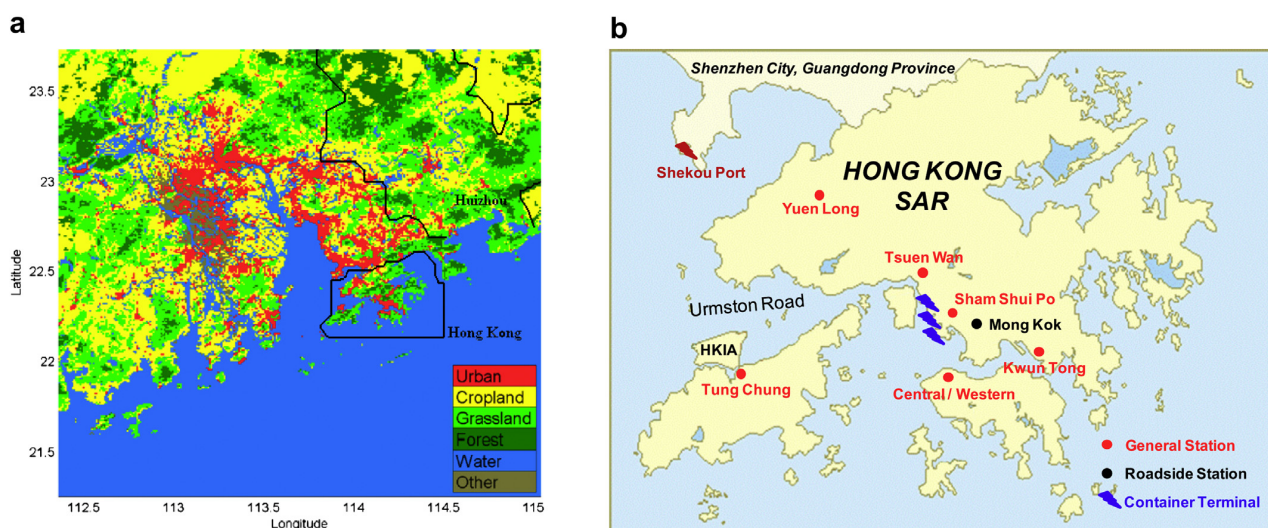 a
23.5
23
22.5
22
21.5
Latitude
Huizhou
Hong Kong
Urban
Cropland
Grassland
Forest
Water
Other
112.5
113
113.5
114
114.5
115
Longitude
b
Shenzhen City, Guangdong Province
Shekou Port
HONG KONG
SAR
Yuen Long
Tsuen Wan
Urmston Road
Sham Shui Po
Mong Kok
HKIA
Kwun Tong
Tung Chung
Central / Western
General Station
Roadside Station
Container Terminal